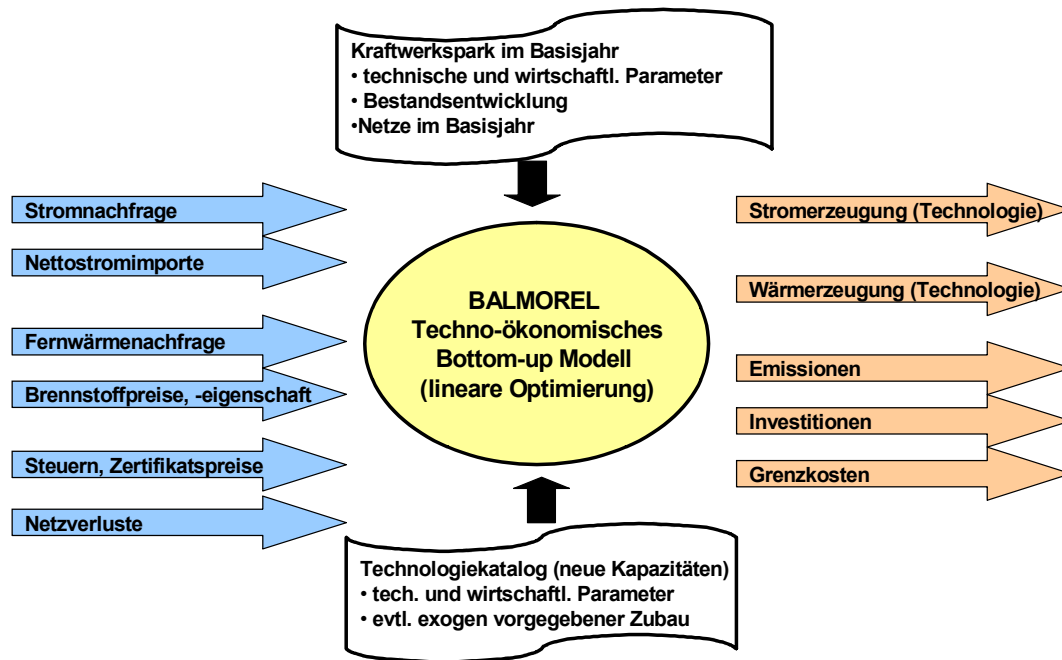 Kraftwerkspark im Basisjahr
• technische und wirtschaftl. Parameter
• Bestandsentwicklung
•Netze im Basisjahr
Stromnachfrage
Nettostromimporte
Fernwärmenachfrage
Brennstoffpreise, -eigenschaft
Steuern, Zertifikatspreise
Netzverluste
BALMOREL
Techno-ökonomisches
Bottom-up Modell
(lineare Optimierung)
Stromerzeugung (Technologie)
Wärmerzeugung (Technologie)
Emissionen
Investitionen
Grenzkosten
Technologiekatalog (neue Kapazitäten)
• tech. und wirtschaftl. Parameter
• evtl. exogen vorgegebener Zubau